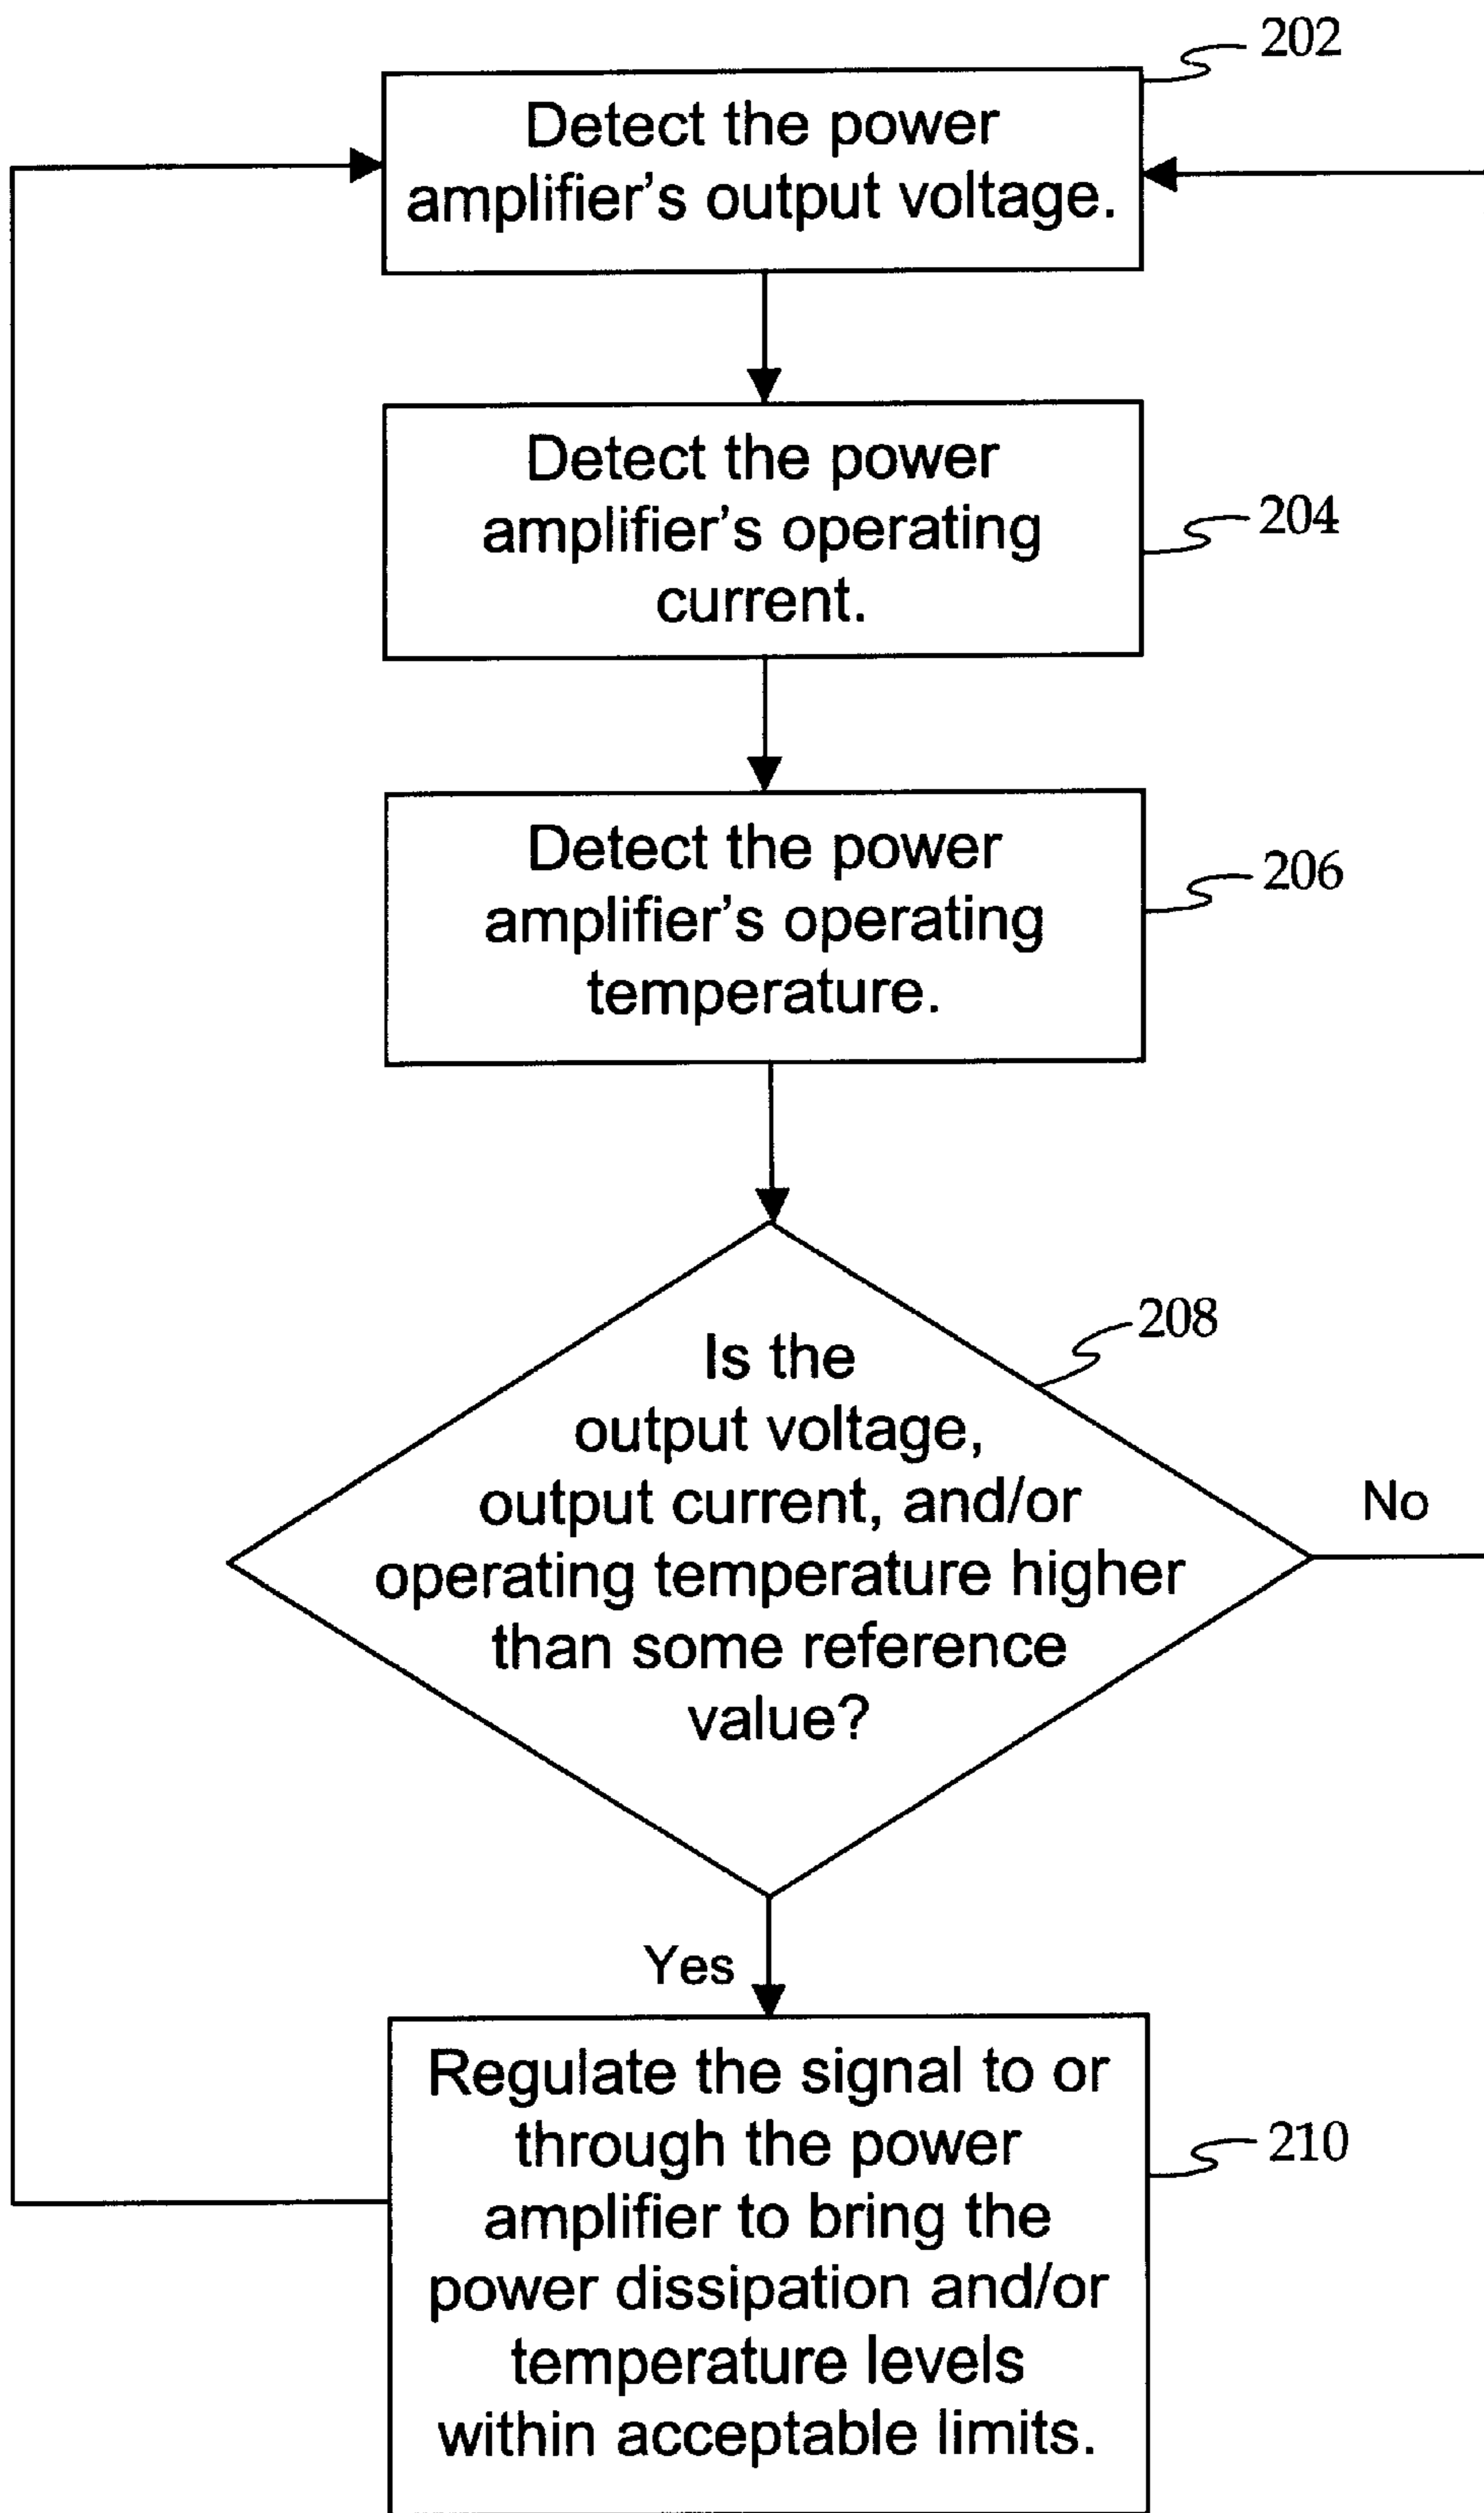 202
Detect the power
amplifier's output voltage.
Detect the power
amplifier's operating
current.
204
Detect the power
amplifier's operating
temperature.
206
208
Is the
output voltage,
output current, and/or
operating temperature higher
than some reference
value?
No
Yes
Regulate the signal to or
through the power
amplifier to bring the
power dissipation and/or
temperature levels
within acceptable limits.
210